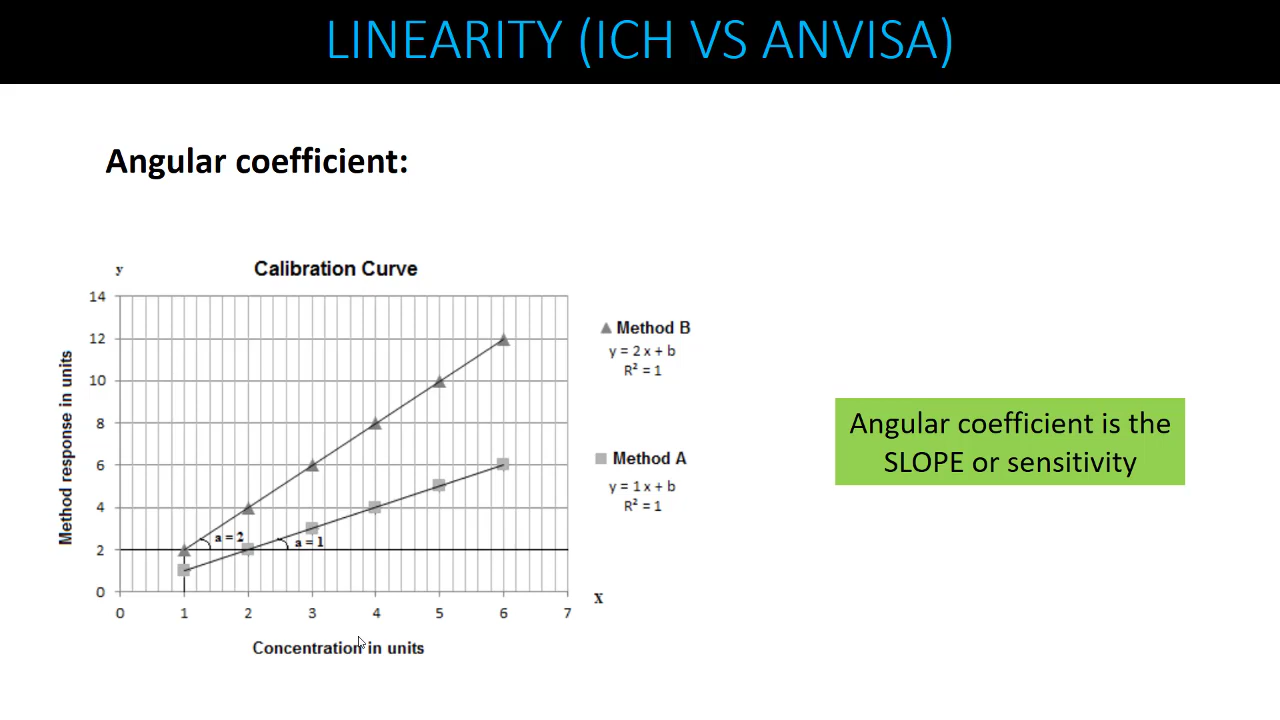 LINEARITY (ICH VS ANVISA)
Angular coefficient:
y
Calibration Curve
14
12
10
8
6
4
2
0
Method response in units
a = 2
a = 1
0 1 2 3 4 5 6 7
X
Concentration in units
Method B
y = 2 x + b
R² = 1
Method A
y = 1 x + b
R² = 1
Angular coefficient is the
SLOPE or sensitivity